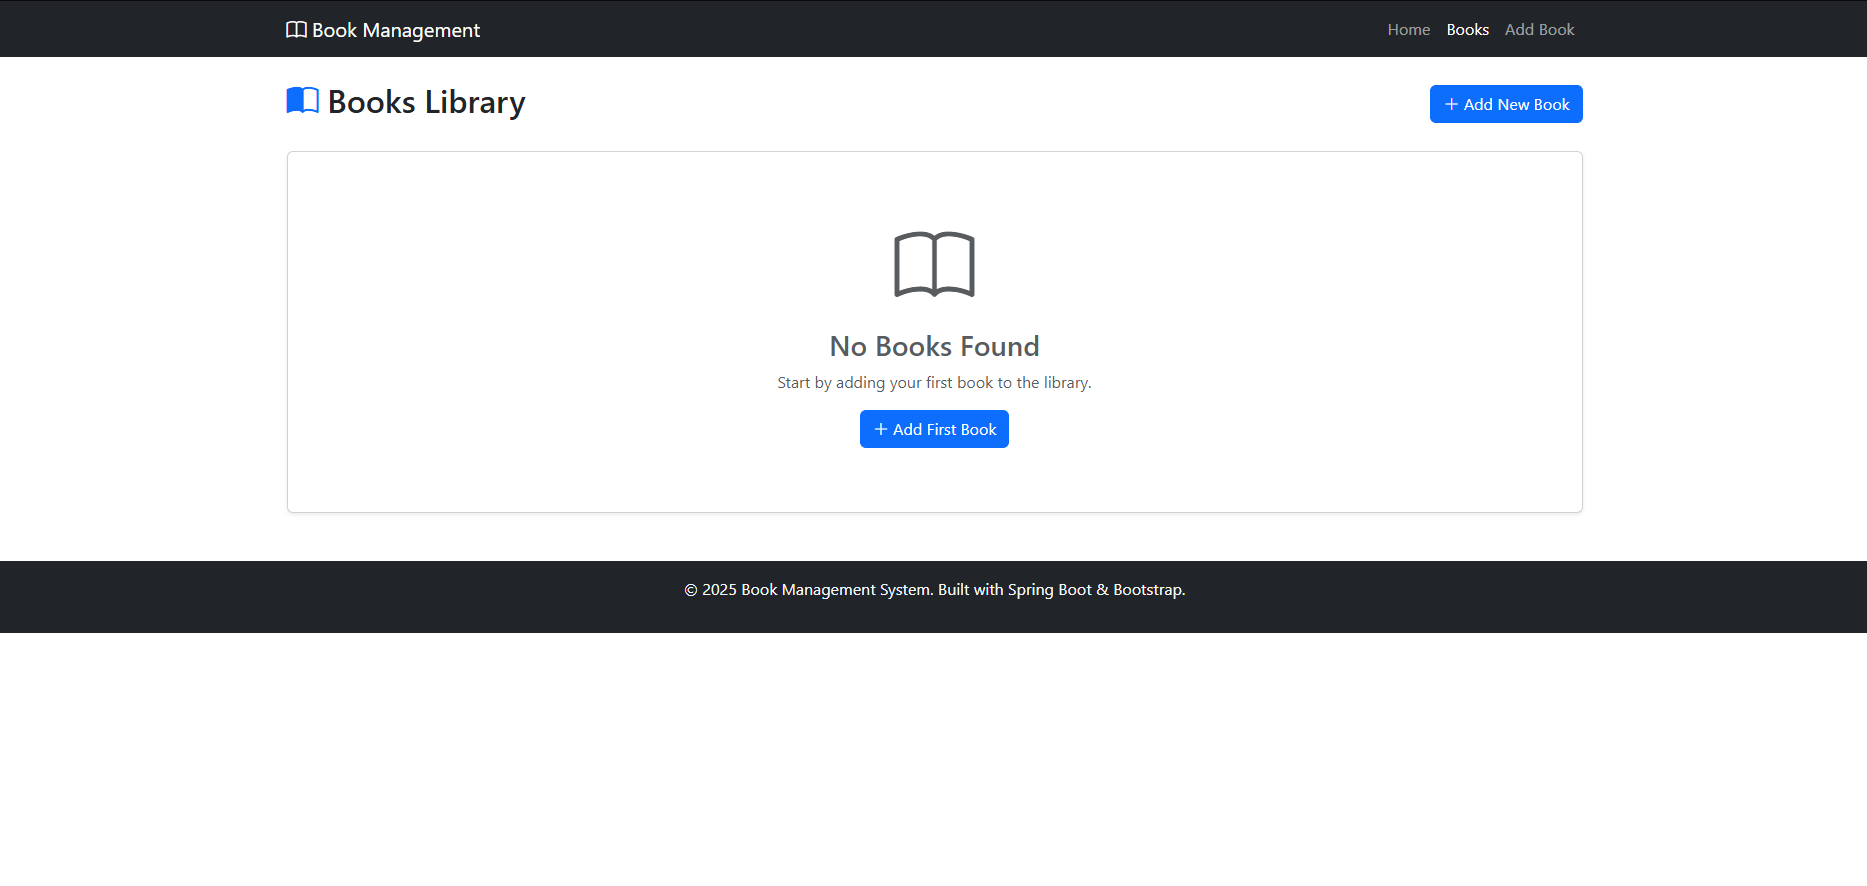 Book Management
Home Books Add Book
Books Library
+ Add New Book
No Books Found
Start by adding your first book to the library.
+ Add First Book
© 2025 Book Management System. Built with Spring Boot & Bootstrap.